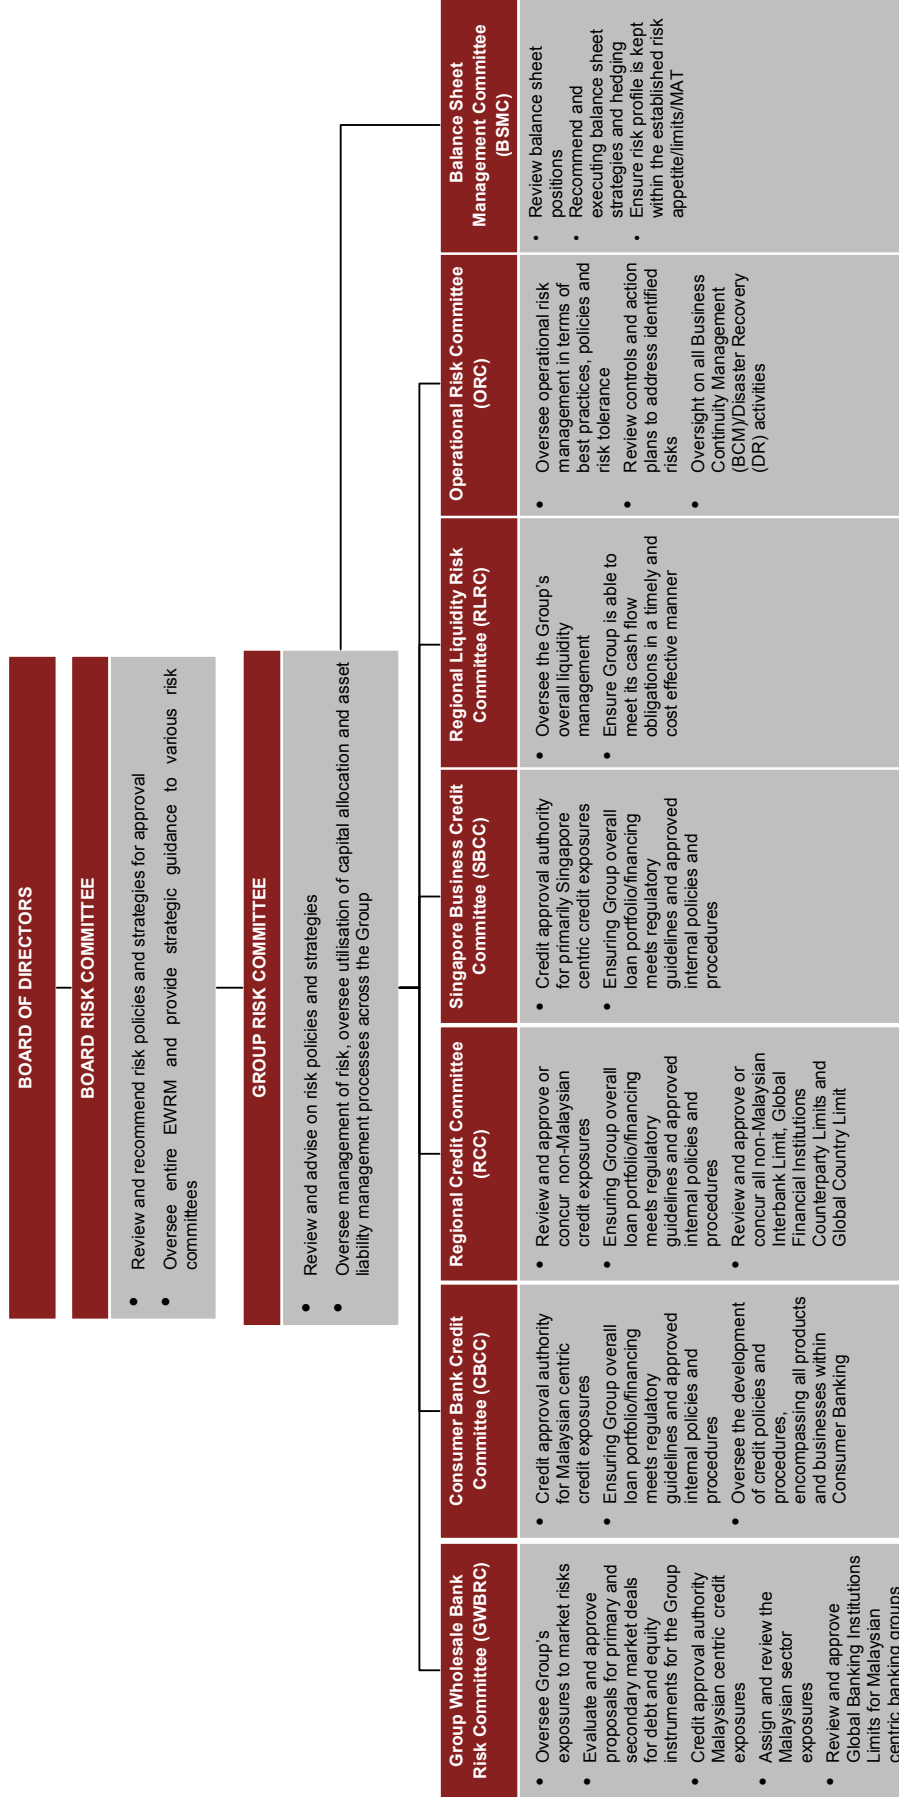 BOARD OF DIRECTORS
BOARD RISK COMMITTEE
• Review and recommend risk policies and strategies for approval
• Oversee entire EWRM and provide strategic guidance to various risk
committees
GROUP RISK COMMITTEE
• Review and advise on risk policies and strategies
• Oversee management of risk, oversee utilisation of capital allocation and asset
liability management processes across the Group
Group Wholesale Bank
Risk Committee (GWBRC)
• Oversee Group's
exposures to market risks
• Evaluate and approve
proposals for primary and
secondary market deals
for debt and equity
instruments for the Group
• Credit approval authority
Malaysian centric credit
exposures
• Assign and review the
Malaysian sector
exposures
• Review and approve
Global Banking Institutions
Limits for Malaysian
centric banking groups
Consumer Bank Credit
Committee (CBCC)
• Credit approval authority
for Malaysian centric
credit exposures
• Ensuring Group overall
loan portfolio/financing
meets regulatory
guidelines and approved
internal policies and
procedures
• Oversee the development
of credit policies and
procedures,
encompassing all products
and businesses within
Consumer Banking
Regional Credit Committee
(RCC)
• Review and approve or
concur non-Malaysian
credit exposures
• Ensuring Group overall
loan portfolio/financing
meets regulatory
guidelines and approved
internal policies and
procedures
• Review and approve or
concur all non-Malaysian
Interbank Limit, Global
Financial Institutions
Counterparty Limits and
Global Country Limit
Singapore Business Credit
Committee (SBCC)
• Credit approval authority
for primarily Singapore
centric credit exposures
• Ensuring Group overall
loan portfolio/financing
meets regulatory
guidelines and approved
internal policies and
procedures
Regional Liquidity Risk
Committee (RLRC)
• Oversee the Group's
overall liquidity
management
• Ensure Group is able to
meet its cash flow
obligations in a timely and
cost effective manner
Operational Risk Committee
(ORC)
• Oversee operational risk
management in terms of
best practices, policies and
risk tolerance
• Review controls and action
plans to address identified
risks
• Oversight on all Business
Continuity Management
(BCM)/Disaster Recovery
(DR) activities
Balance Sheet
Management Committee
(BSMC)
• Review balance sheet
positions
• Recommend and
executing balance sheet
strategies and hedging
• Ensure risk profile is kept
within the established risk
appetite/limits/MAT